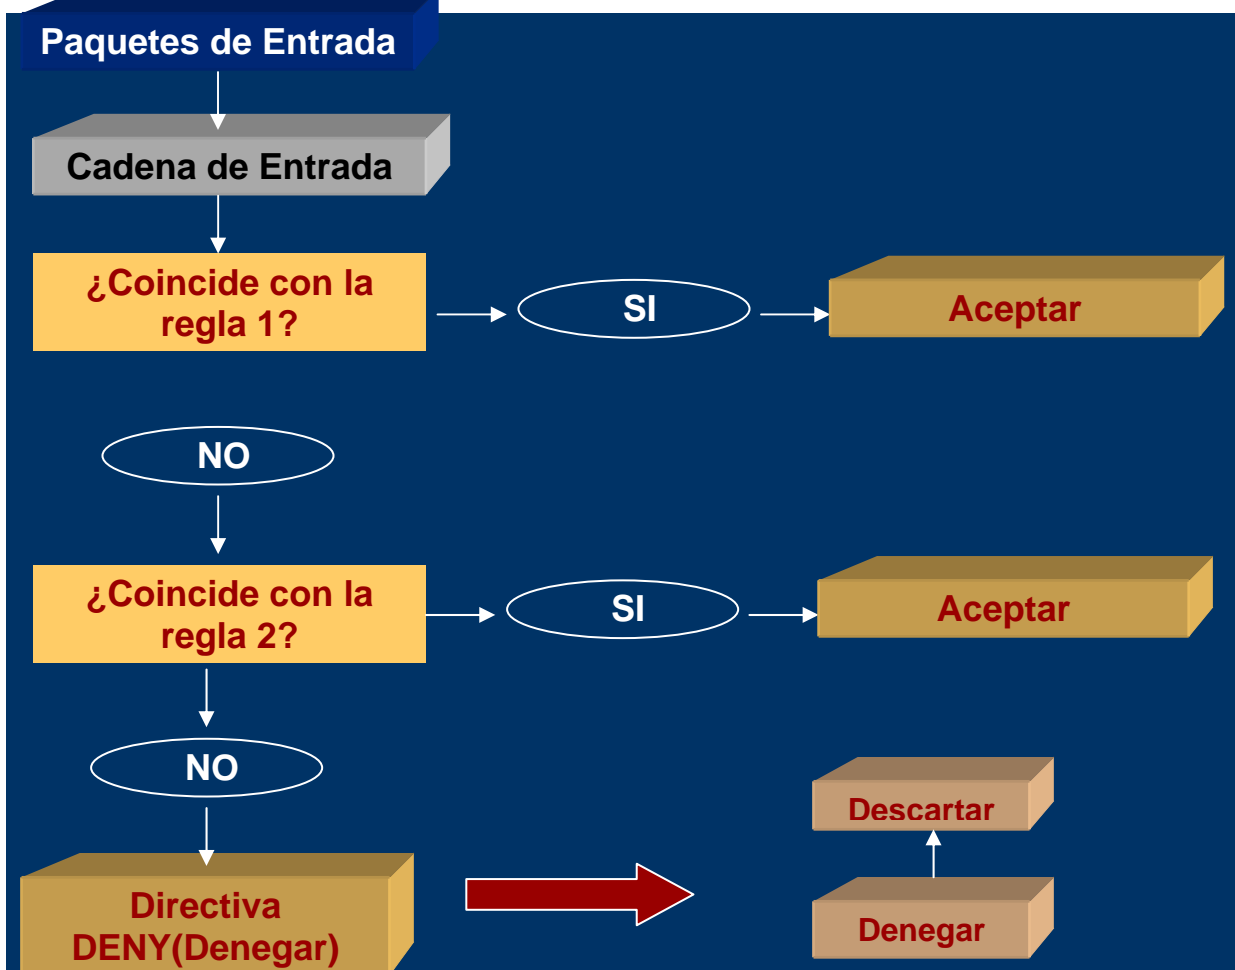 Paquetes de Entrada
Cadena de Entrada
¿Coincide con la
regla 1?
SI
Aceptar
NO
¿Coincide con la
regla 2?
SI
Aceptar
NO
Descartar
Directiva
DENY(Denegar)
Denegar